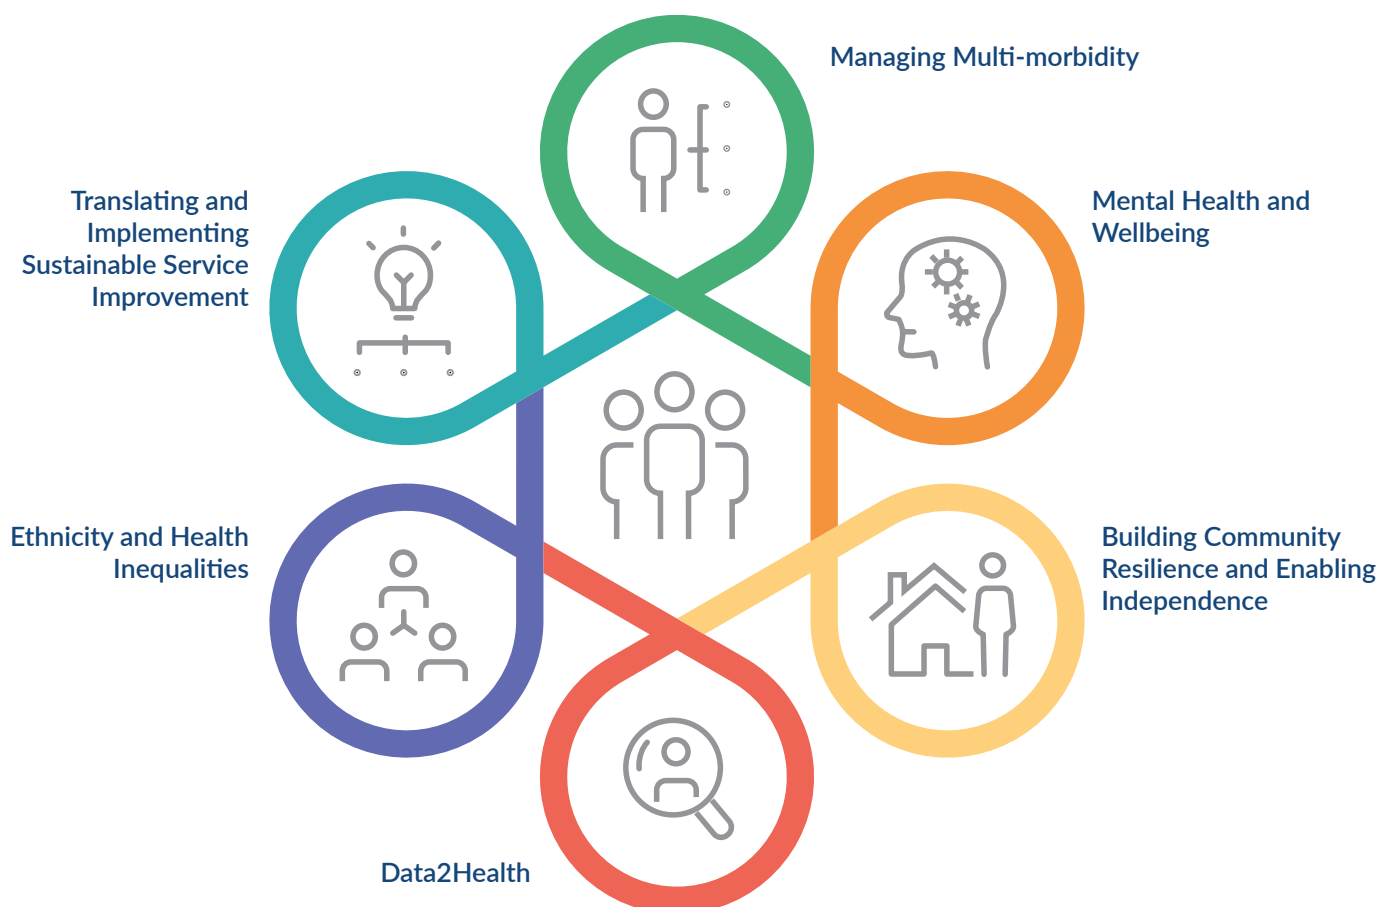 Managing Multi-morbidity
Translating and
Implementing
Sustainable Service
Improvement
Mental Health and
Wellbeing
Ethnicity and Health
Inequalities
Building Community
Resilience and Enabling
Independence
Data2Health